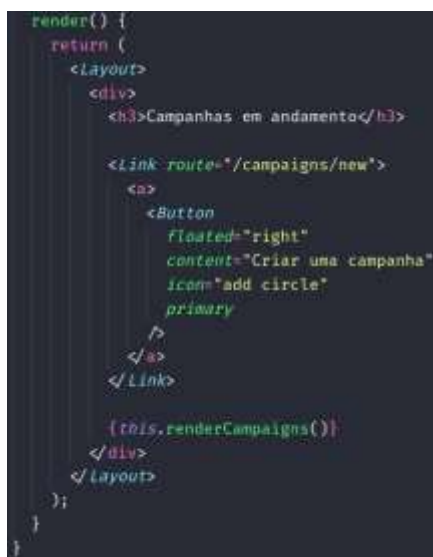 render() {
return (
<Layout>
<div>
<h3>Campanhas em andamento</h3>
<Link route="/campaigns/new">
<a>
<Button
floated="right"
content="Criar uma campanha"
icon="add circle"
primary
/>
</a>
</Link>
{this.renderCampaigns()}
</div>
</Layout>
);
}
}